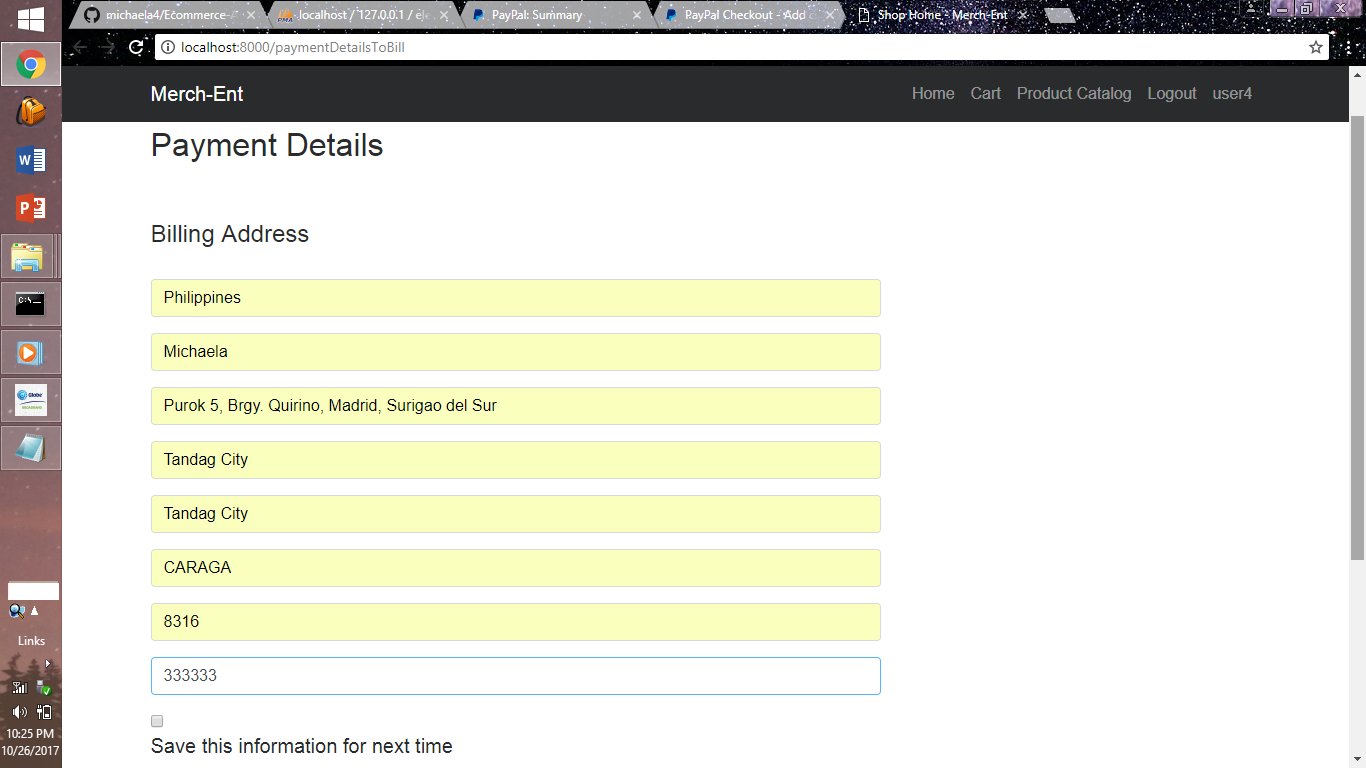 michaela4/Ecommerce-
localhost / 127.0.0.1 /
PayPal: Summary
PayPal Checkout - Add
Shop Home - Merch-Ent
localhost:8000/paymentDetailsToBill
Merch-Ent
Home Cart Product Catalog Logout user4
Payment Details
Billing Address
Philippines
Michaela
Purok 5, Brgy. Quirino, Madrid, Surigao del Sur
Tandag City
Tandag City
CARAGA
8316
333333
Save this information for next time
Links
10:25 PM
10/26/2017